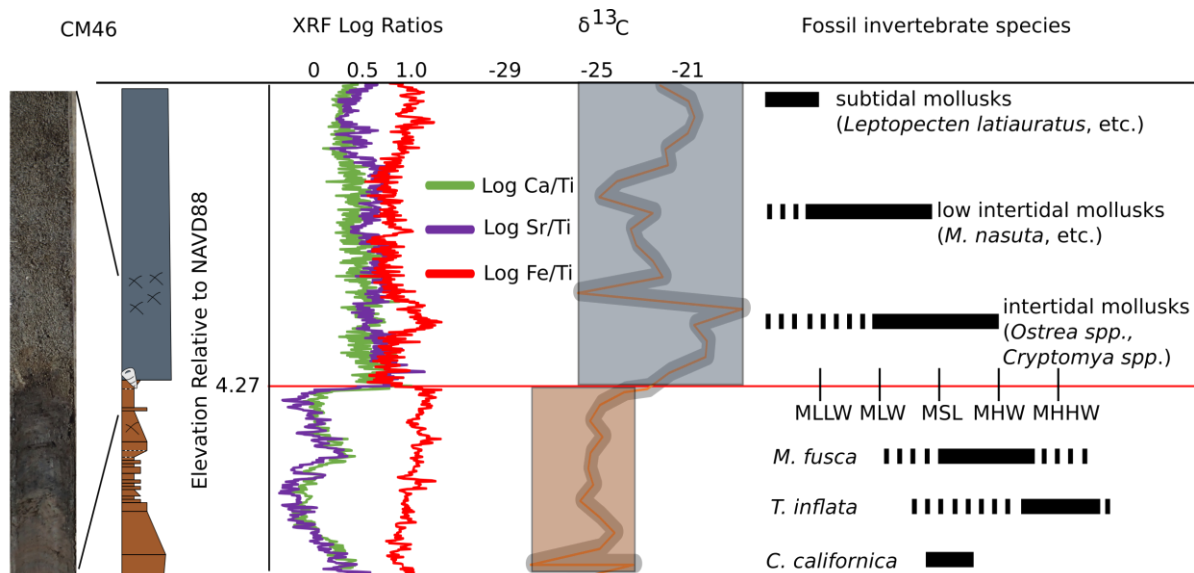 CM46
XRF Log Ratios
δ¹³C
Fossil invertebrate species
0 0.5 1.0 -29 -25 -21
subtidal mollusks
(Leptopecten latiauratus, etc.)
Log Ca/Ti
low intertidal mollusks
(M. nasuta, etc.)
Log Sr/Ti
Log Fe/Ti
intertidal mollusks
(Ostrea spp.,
Cryptomya spp.)
Elevation Relative to NAVD88
4.27
MLLW MLW MSL MHW MHHW
M. fusca
T. inflata
C. californica